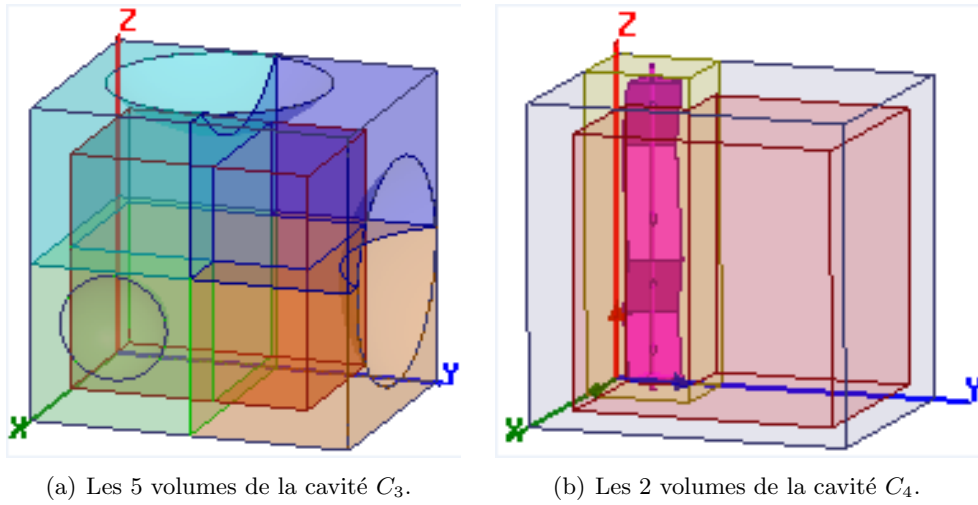 Z
Z
Y
Y
X
X
(a) Les 5 volumes de la cavité C₃.
(b) Les 2 volumes de la cavité C₄.